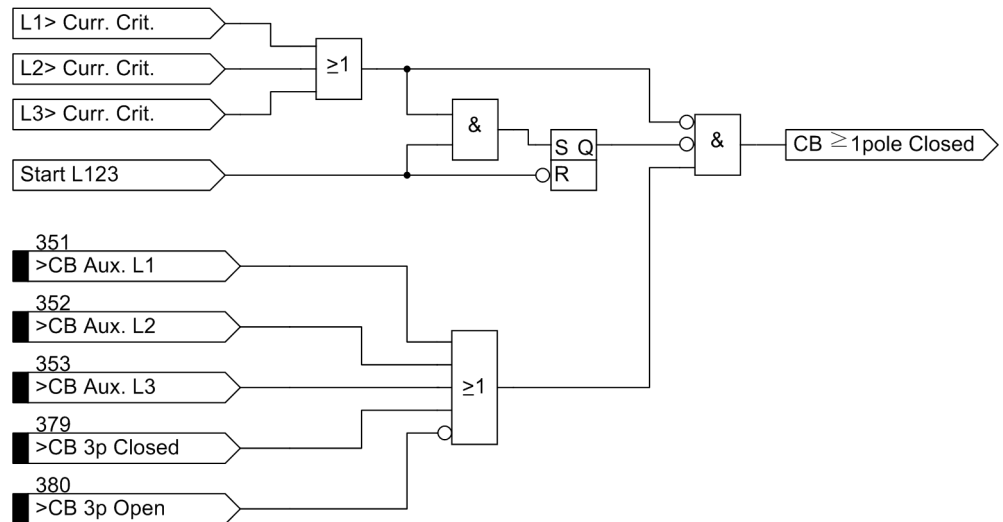 L1> Curr. Crit.
L2> Curr. Crit.
L3> Curr. Crit.
≥1
&
S Q
R
&
CB ≥1pole Closed
Start L123
351
>CB Aux. L1
352
>CB Aux. L2
353
>CB Aux. L3
≥1
379
>CB 3p Closed
380
>CB 3p Open